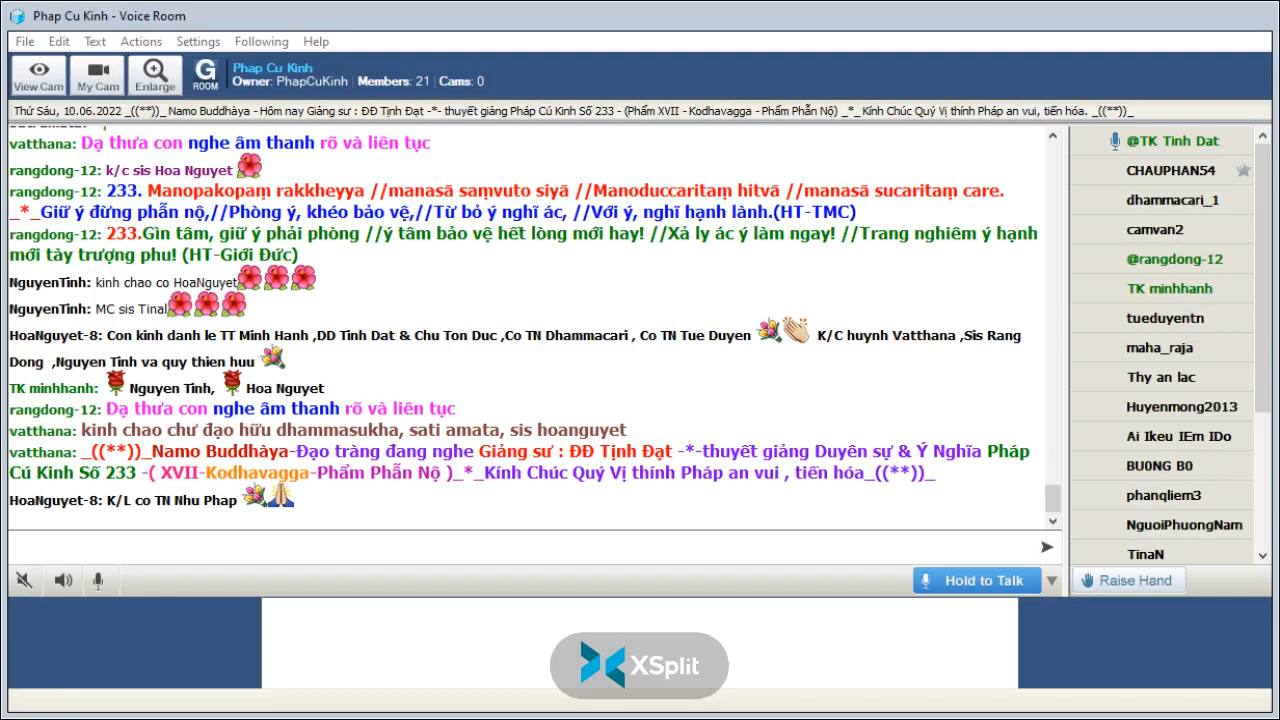 Phap Cu Kinh - Voice Room
File Edit Text Actions Settings Following Help
View Cam My Cam Enlarge G ROOM
Phap Cu Kinh
Owner: PhapCuKinh | Members: 21 | Cams: 0
Thứ Sáu, 10.06.2022 _((**))_ Namo Buddhàya - Hôm nay Giảng sư : ĐĐ Tịnh Đạt -*- thuyết giảng Pháp Cú Kinh Số 233 - (Phẩm XVII - Kodhavagga - Phẩm Phẫn Nộ) _*_ Kính Chúc Quý Vị thính Pháp an vui, tiến hóa. _((**))_
vatthana: Dạ thưa con nghe âm thanh rõ và liên tục
rangdong-12: k/c sis Hoa Nguyet
rangdong-12: 233. Manopakopaṃ rakkheyya //manasā saṃvuto siyā //Manoduccaritaṃ hitvā //manasā sucaritaṃ care.
_*_Giữ ý đừng phẫn nộ,//Phòng ý, khéo bảo vệ,//Từ bỏ ý nghĩ ác, //Với ý, nghĩ hạnh lành.(HT-TMC)
rangdong-12: 233.Gìn tâm, giữ ý phải phòng //ý tâm bảo vệ hết lòng mới hay! //Xả ly ác ý làm ngay! //Trang nghiêm ý hạnh
mới tày trượng phu! (HT-Giới Đức)
NguyenTinh: kinh chao co HoaNguyet
NguyenTinh: MC sis TinaI
HoaNguyet-8: Con kinh danh le TT Minh Hanh ,DD Tinh Dat & Chu Ton Duc ,Co TN Dhammacari , Co TN Tue Duyen K/C huynh Vatthana ,Sis Rang
Dong ,Nguyen Tinh va quy thien huu
TK minhhanh: Nguyen Tinh, Hoa Nguyet
rangdong-12: Dạ thưa con nghe âm thanh rõ và liên tục
vatthana: kinh chao chư đạo hữu dhammasukha, sati amata, sis hoanguyet
vatthana: _((**))_Namo Buddhàya-Đạo tràng đang nghe Giảng sư : ĐĐ Tịnh Đạt -*-thuyết giảng Duyên sự & Ý Nghĩa Pháp
Cú Kinh Số 233 -( XVII-Kodhavagga-Phẩm Phẫn Nộ )_*_Kính Chúc Quý Vị thính Pháp an vui , tiến hóa_((**))_
HoaNguyet-8: K/L co TN Nhu Phap
@TK Tinh Dat
CHAUPHAN54
dhammacari_1
camvan2
@rangdong-12
TK minhhanh
tueduyentn
maha_raja
Thy an lac
Huyenmong2013
Ai Ikeu IEm IDo
BU0NG B0
phanqliem3
NguoiPhuongNam
TinaN
Hold to Talk
Raise Hand
XSplit